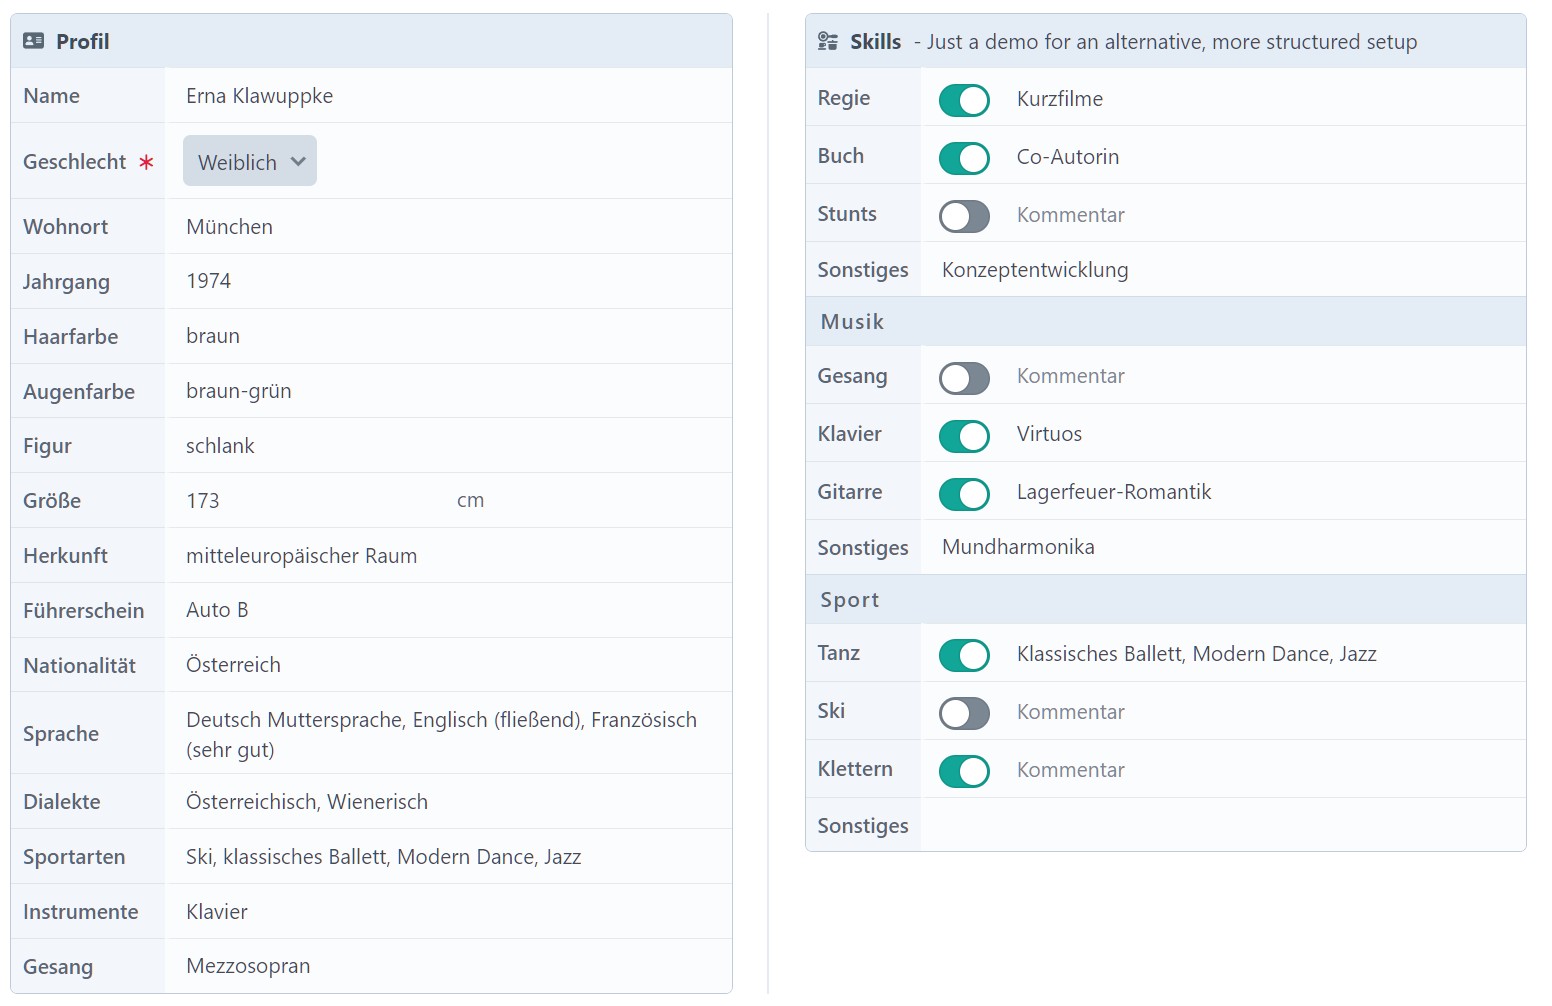 Profil
Name Erna Klawuppke
Geschlecht * Weiblich
Wohnort München
Jahrgang 1974
Haarfarbe braun
Augenfarbe braun-grün
Figur schlank
Größe 173 cm
Herkunft mitteleuropäischer Raum
Führerschein Auto B
Nationalität Österreich
Sprache Deutsch Muttersprache, Englisch (fließend), Französisch
(sehr gut)
Dialekte Österreichisch, Wienerisch
Sportarten Ski, klassisches Ballett, Modern Dance, Jazz
Instrumente Klavier
Gesang Mezzosopran
Skills - Just a demo for an alternative, more structured setup
Regie Kurzfilme
Buch Co-Autorin
Stunts Kommentar
Sonstiges Konzeptentwicklung
Musik
Gesang Kommentar
Klavier Virtuos
Gitarre Lagerfeuer-Romantik
Sonstiges Mundharmonika
Sport
Tanz Klassisches Ballett, Modern Dance, Jazz
Ski Kommentar
Klettern Kommentar
Sonstiges